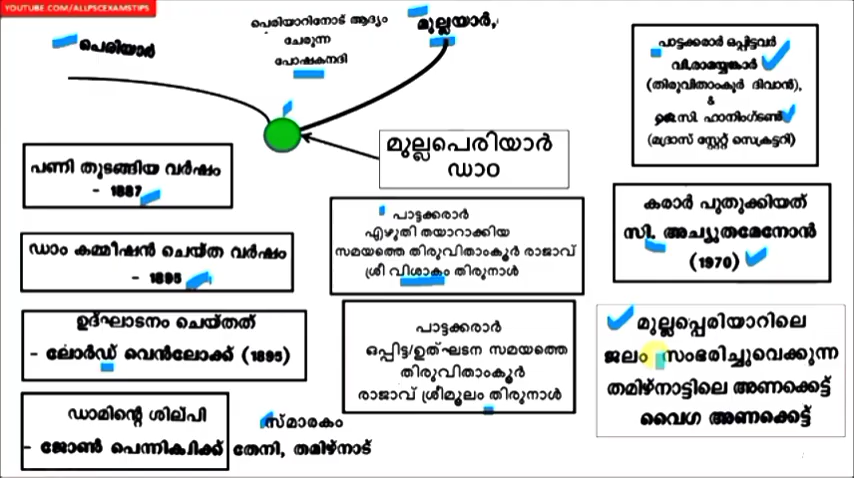 YOUTUBE.COM/ALLPSCEXAMSTIPS
പെരിയാർ
പെരിയാറിനോട് ആദ്യം
ചേരുന്ന
പോഷകനദി
മുല്ലയാർ,
മുല്ലപെരിയാർ
ഡാം
പാട്ടക്കരാർ ഒപ്പിട്ടവർ
വി.രാമയ്യങ്കാർ
(തിരുവിതാംകൂർ ദിവാൻ),
&
ജെ.സി. ഹാനിംഗ്ടൺ
(മദ്രാസ് സ്റ്റേറ്റ് സെക്രട്ടറി)
പണി തുടങ്ങിയ വർഷം
- 1887
ഡാം കമ്മീഷൻ ചെയ്ത വർഷം
- 1895
ഉദ്ഘാടനം ചെയ്തത്
- ലോർഡ് വെൻലോക്ക് (1895)
ഡാമിന്റെ ശില്പി
- ജോൺ പെന്നിക്വിക്ക്
സ്മാരകം
തേനി, തമിഴ്നാട്
പാട്ടക്കരാർ
എഴുതി തയാറാക്കിയ
സമയത്തെ തിരുവിതാംകൂർ രാജാവ്
ശ്രീ വിശാകം തിരുനാൾ
പാട്ടക്കരാർ
ഒപ്പിട്ട/ഉത്ഘടന സമയത്തെ
തിരുവിതാംകൂർ
രാജാവ് ശ്രീമൂലം തിരുനാൾ
കരാർ പുതുക്കിയത്
സി. അച്യുതമേനോൻ
(1970)
മുല്ലപ്പെരിയാറിലെ
ജലം സംഭരിച്ചുവെക്കുന്ന
തമിഴ്നാട്ടിലെ അണക്കെട്ട്
വൈഗ അണക്കെട്ട്